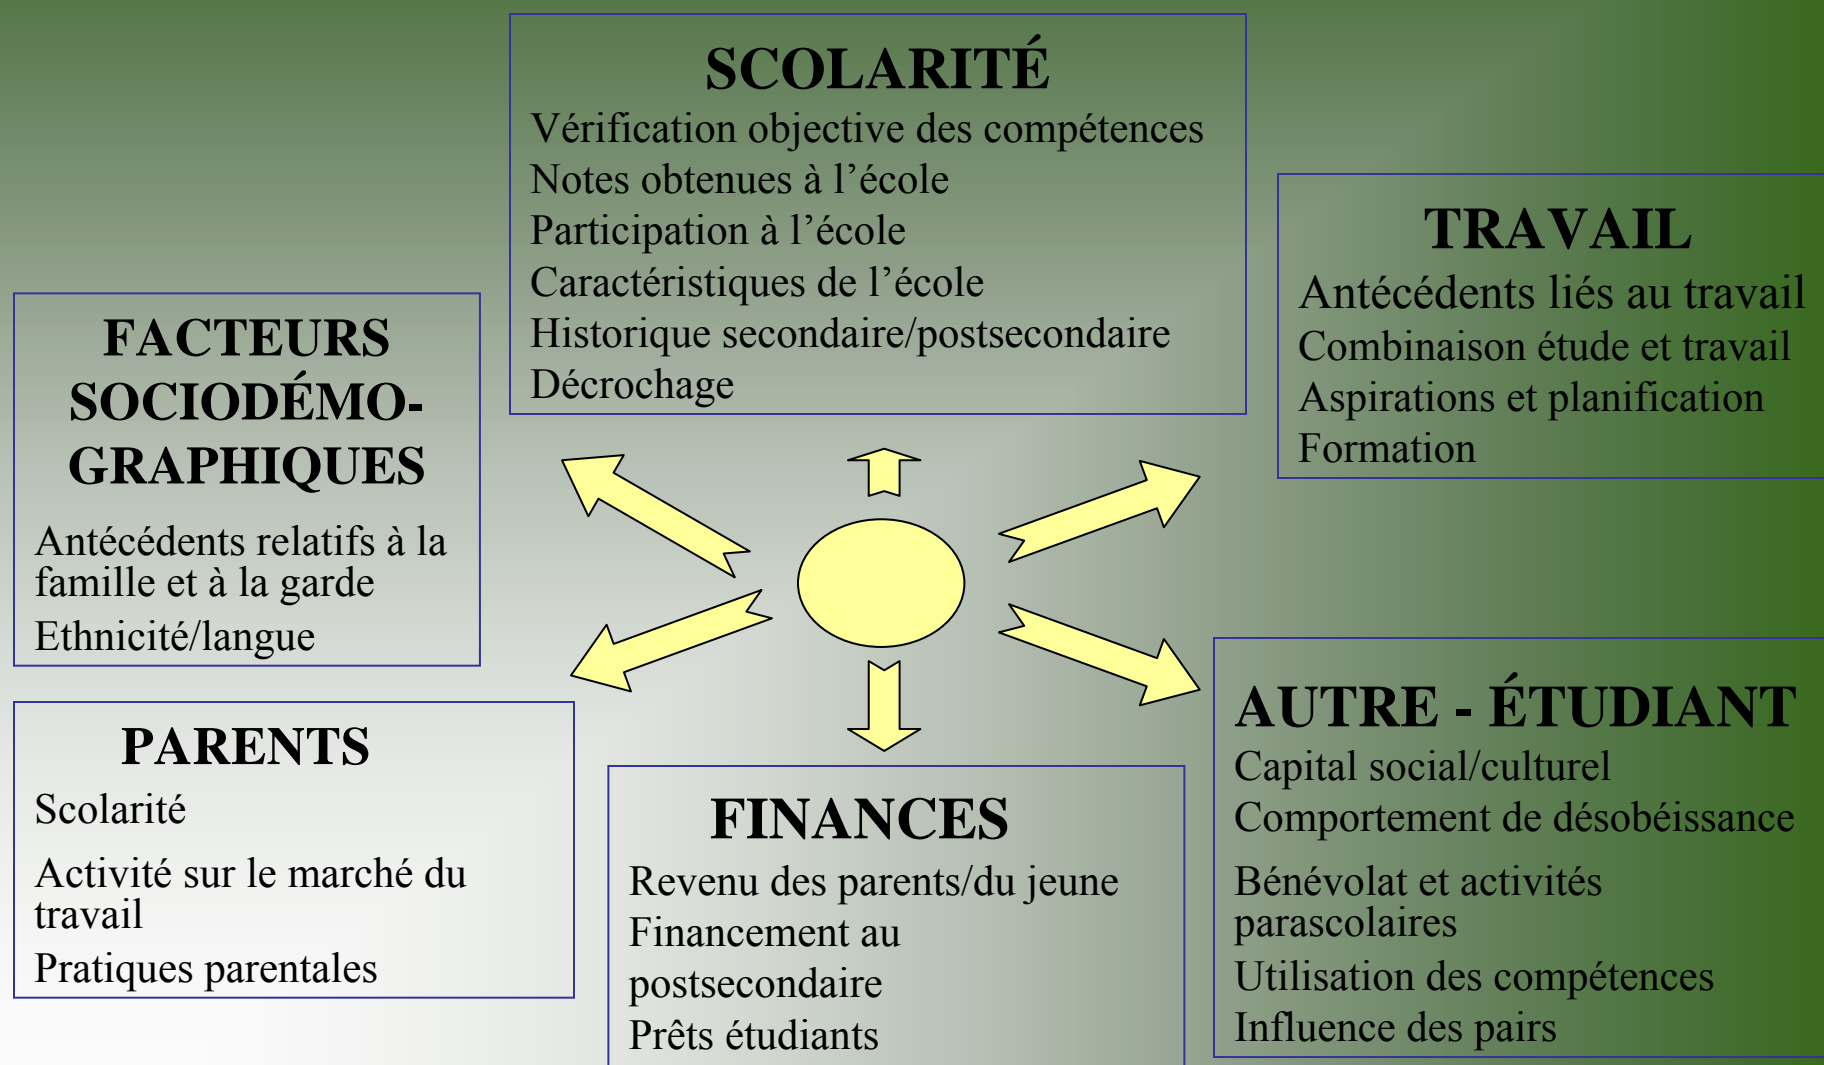 SCOLARITÉ
Vérification objective des compétences
Notes obtenues à l’école
Participation à l’école
Caractéristiques de l’école
Historique secondaire/postsecondaire
Décrochage
TRAVAIL
Antécédents liés au travail
Combinaison étude et travail
Aspirations et planification
Formation
FACTEURS
SOCIODÉMO-
GRAPHIQUES
Antécédents relatifs à la
famille et à la garde
Ethnicité/langue
PARENTS
Scolarité
Activité sur le marché du
travail
Pratiques parentales
FINANCES
Revenu des parents/du jeune
Financement au
postsecondaire
Prêts étudiants
AUTRE - ÉTUDIANT
Capital social/culturel
Comportement de désobéissance
Bénévolat et activités
parascolaires
Utilisation des compétences
Influence des pairs